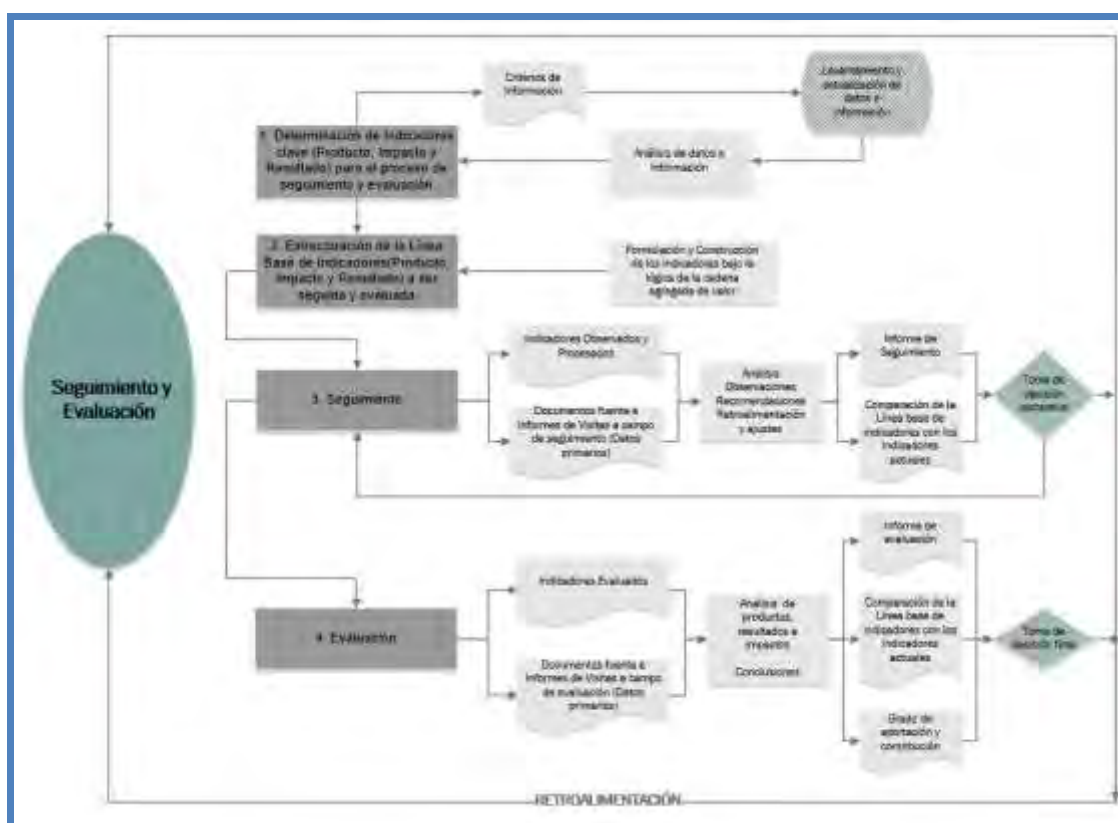 Criterios de
Información
Levantamiento y
actualización de
datos e
información
1. Determinación de Indicadores
clave (Producto, Impacto y
Resultado) para el proceso de
seguimiento y evaluación
Análisis de datos e
Información
2. Estructuración de la Línea
Base de Indicadores(Producto,
Impacto y Resultado) a ser
seguida y evaluada
Formulación y Construcción
de los indicadores bajo la
lógica de la cadena
agregada de valor
Seguimiento y
Evaluación
3. Seguimiento
Indicadores Observados y
Procesados
Documentos fuente e
Informes de Visitas a campo
de seguimiento (Datos
primarios)
Análisis
Observaciones
Recomendaciones
Retroalimentación
y ajustes
Informe de
Seguimiento
Comparación de la
Línea base de
indicadores con los
indicadores
actuales
Toma de
decisión
4. Evaluación
Indicadores Evaluados
Documentos fuente e
Informes de Visitas a campo
de evaluación (Datos
primarios)
Análisis de
productos,
resultados e
impactos
Conclusiones
Informe de
evaluación
Comparación de la
Línea base de
indicadores con los
indicadores
actuales
Grado de
aportación y
contribución
Toma de
decisión final
RETROALIMENTACIÓN